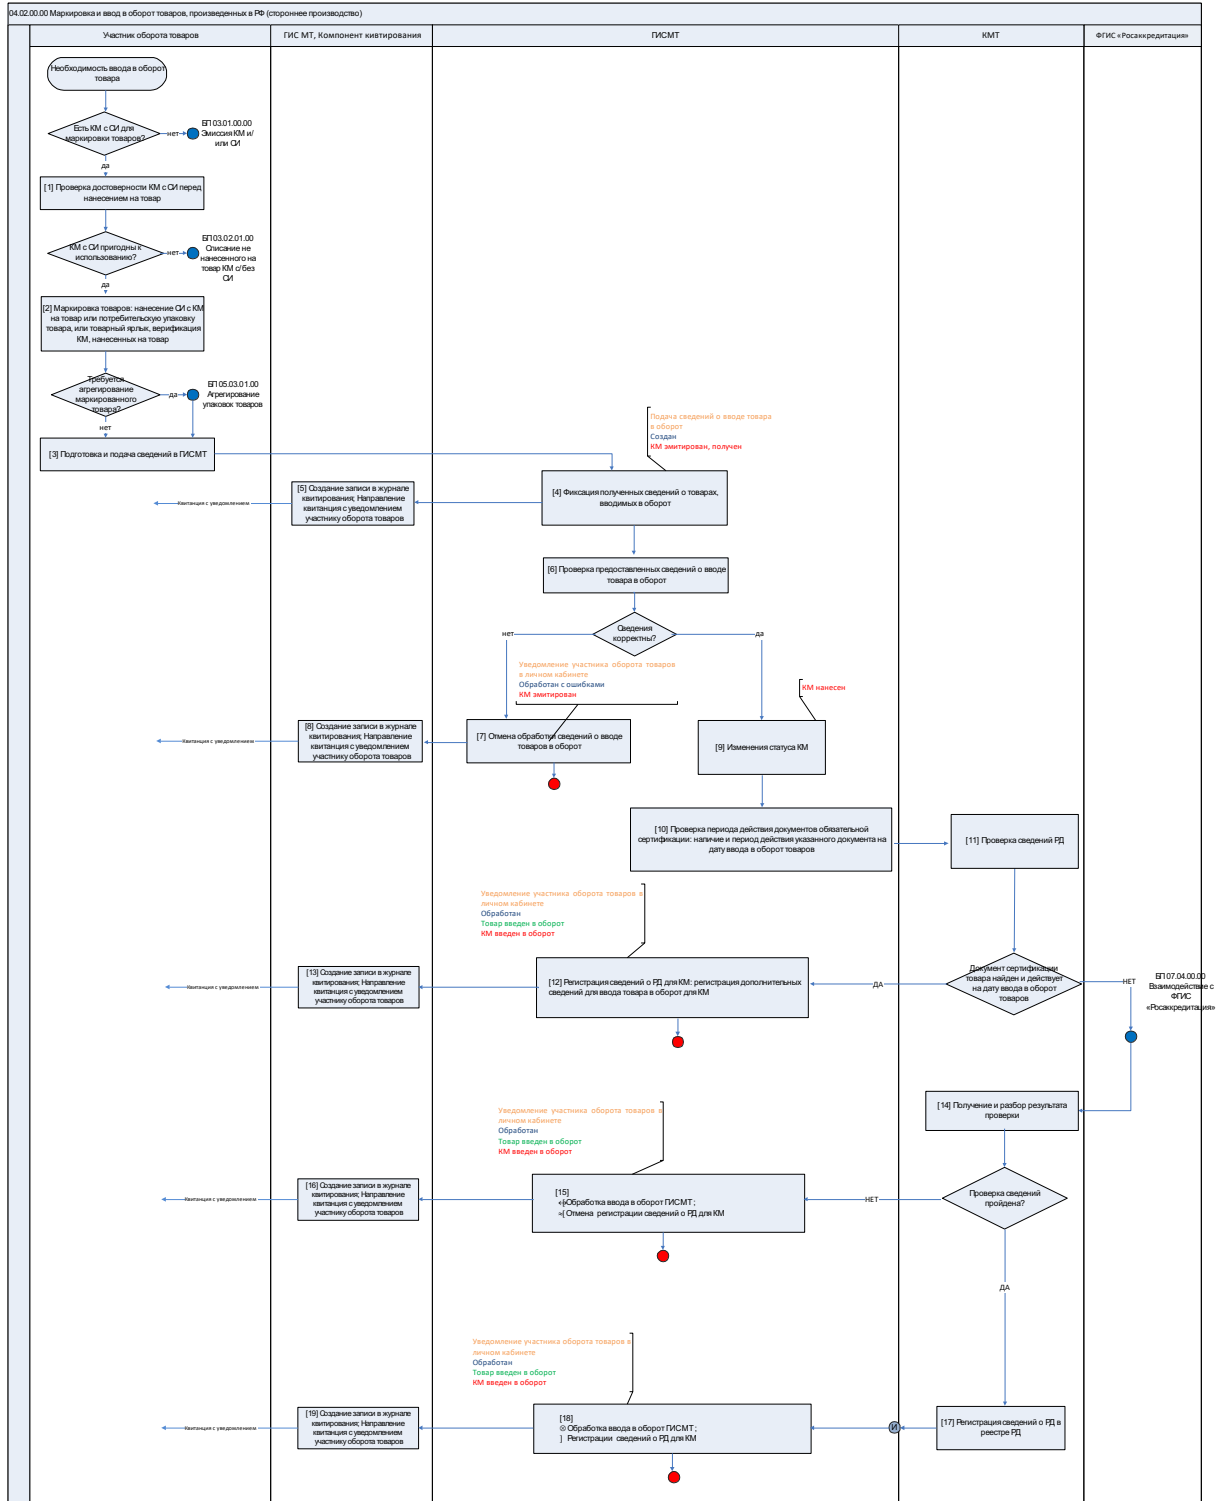 04.02.00.00 Маркировка и ввод в оборот товаров, произведенных в РФ (стороннее производство)
Участник оборота товаров
ГИС МТ, Компонент кивтирования
ГИСМТ
КМТ
ФГИС «Росаккредитация»
Необходимость ввода в оборот
товара
Есть КМ с СИ для
маркировки товаров?
нет
БП 03.01.00.00
Эмиссия КМ и/
или СИ
да
[1] Проверка достоверности КМ с СИ перед
нанесением на товар
КМ с СИ пригодны к
использованию?
нет
БП 03.02.01.00
Списание не
нанесенного на
товар КМ с/без
СИ
да
[2] Маркировка товаров: нанесение СИ с КМ
на товар или потребительскую упаковку
товара, или товарный ярлык, верификация
КМ, нанесенных на товар
Требуется
агрегирование
маркированного
товара?
да
БП 05.03.01.00
Агрегирование
упаковок товаров
нет
[3] Подготовка и подача сведений в ГИСМТ
Подача сведений о вводе товара
в оборот
Создан
КМ эмитирован, получен
[4] Фиксация полученных сведений о товарах,
вводимых в оборот
[5] Создание записи в журнале
квитирования; Направление
квитанция с уведомлением
участнику оборота товаров
Квитанция с уведомлением
[6] Проверка предоставленных сведений о вводе
товара в оборот
Сведения
корректны?
нет
да
Уведомление участника оборота товаров
в личном кабинете
Обработан с ошибками
КМ эмитирован
КМ нанесен
[7] Отмена обработки сведений о вводе
товаров в оборот
[8] Создание записи в журнале
квитирования; Направление
квитанция с уведомлением
участнику оборота товаров
Квитанция с уведомлением
[9] Изменения статуса КМ
[10] Проверка периода действия документов обязательной
сертификации: наличие и период действия указанного документа на
дату ввода в оборот товаров
[11] Проверка сведений РД
Уведомление участника оборота товаров в
личном кабинете
Обработан
Товар введен в оборот
КМ введен в оборот
Документ сертификации
товара найден и действует
на дату ввода в оборот
товаров
ДА
НЕТ
БП 07.04.00.00
Взаимодействие с
ФГИС
«Росаккредитация»
[12] Регистрация сведений о РД для КМ: регистрация дополнительных
сведений для ввода товара в оборот для КМ
[13] Создание записи в журнале
квитирования; Направление
квитанция с уведомлением
участнику оборота товаров
Квитанция с уведомлением
[14] Получение и разбор результата
проверки
Уведомление участника оборота товаров в
личном кабинете
Обработан
Товар введен в оборот
КМ введен в оборот
Проверка сведений
пройдена?
НЕТ
ДА
[15]
Обработка ввода в оборот ГИСМТ ;
Отмена регистрации сведений о РД для КМ
[16] Создание записи в журнале
квитирования; Направление
квитанция с уведомлением
участнику оборота товаров
Квитанция с уведомлением
Уведомление участника оборота товаров в
личном кабинете
Обработан
Товар введен в оборот
КМ введен в оборот
[17] Регистрация сведений о РД в
реестре РД
И
[18]
Обработка ввода в оборот ГИСМТ ;
Регистрации сведений о РД для КМ
[19] Создание записи в журнале
квитирования; Направление
квитанция с уведомлением
участнику оборота товаров
Квитанция с уведомлением